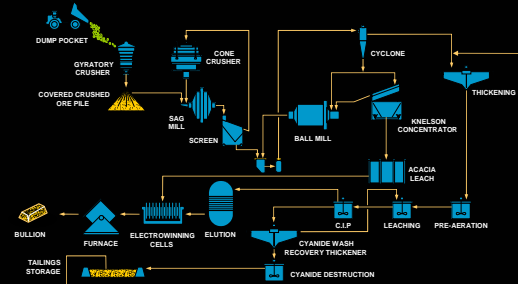 DUMP POCKET
GYRATORY
CRUSHER
COVERED CRUSHED
ORE PILE
CONE
CRUSHER
SAG
MILL
SCREEN
CYCLONE
BALL MILL
KNELSON
CONCENTRATOR
THICKENING
ACACIA
LEACH
BULLION
FURNACE
ELECTROWINNING
CELLS
ELUTION
C.I.P
LEACHING
PRE-AERATION
CYANIDE WASH
RECOVERY THICKENER
TAILINGS
STORAGE
CYANIDE DESTRUCTION